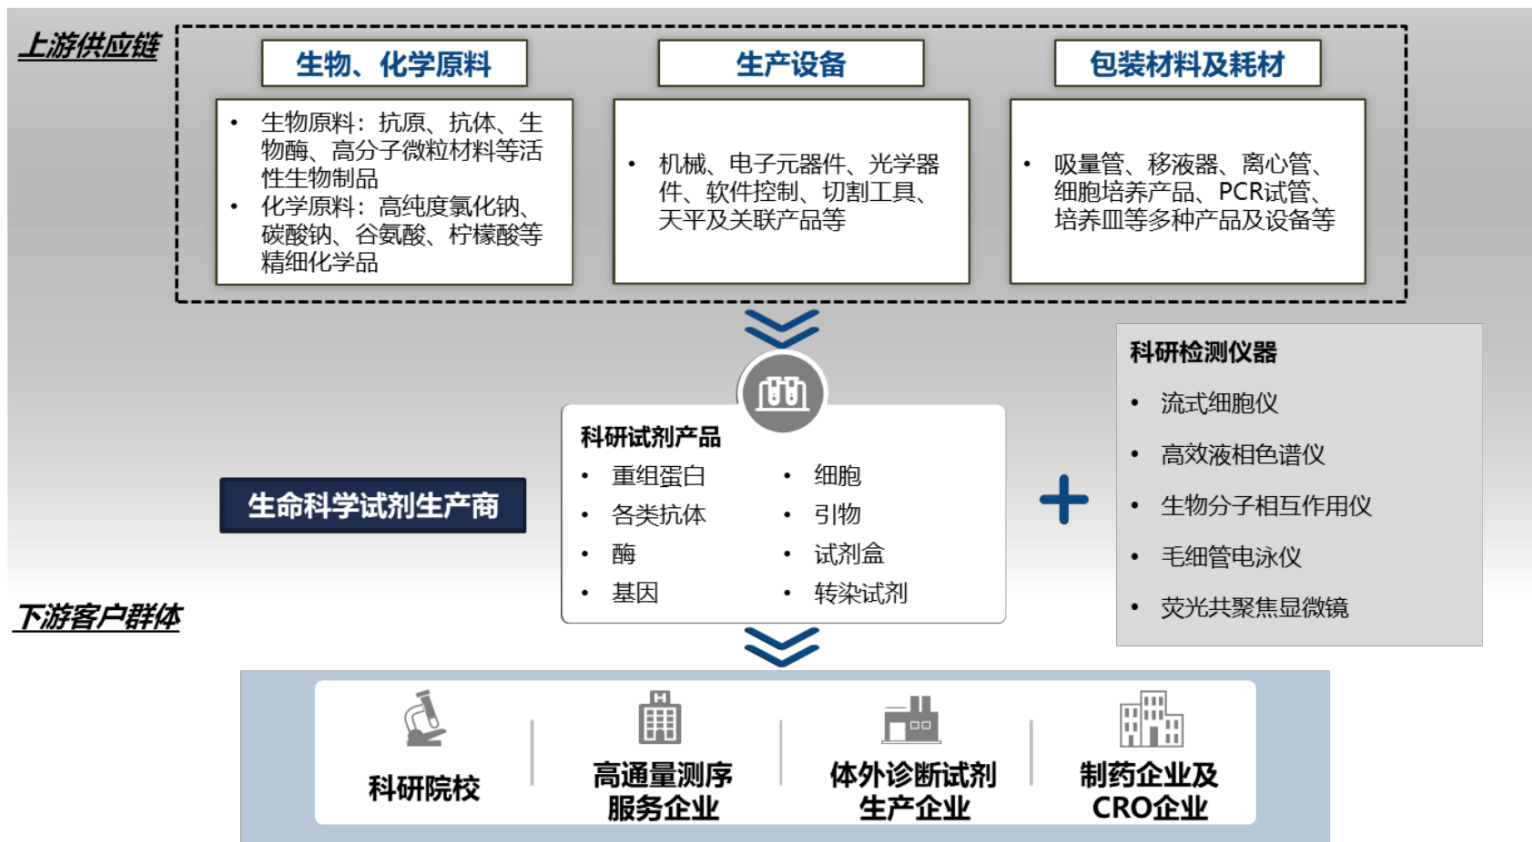 上游供应链
生物、化学原料
生产设备
包装材料及耗材
• 生物原料：抗原、抗体、生
物酶、高分子微粒材料等活
性生物制品
• 化学原料：高纯度氯化钠、
碳酸钠、谷氨酸、柠檬酸等
精细化学品
• 机械、电子元器件、光学器
件、软件控制、切割工具、
天平及关联产品等
• 吸量管、移液器、离心管、
细胞培养产品、PCR试管、
培养皿等多种产品及设备等
生命科学试剂生产商
科研试剂产品
• 重组蛋白
• 各类抗体
• 酶
• 基因
• 细胞
• 引物
• 试剂盒
• 转染试剂
科研检测仪器
• 流式细胞仪
• 高效液相色谱仪
• 生物分子相互作用仪
• 毛细管电泳仪
• 荧光共聚焦显微镜
下游客户群体
科研院校
高通量测序
服务企业
体外诊断试剂
生产企业
制药企业及
CRO企业